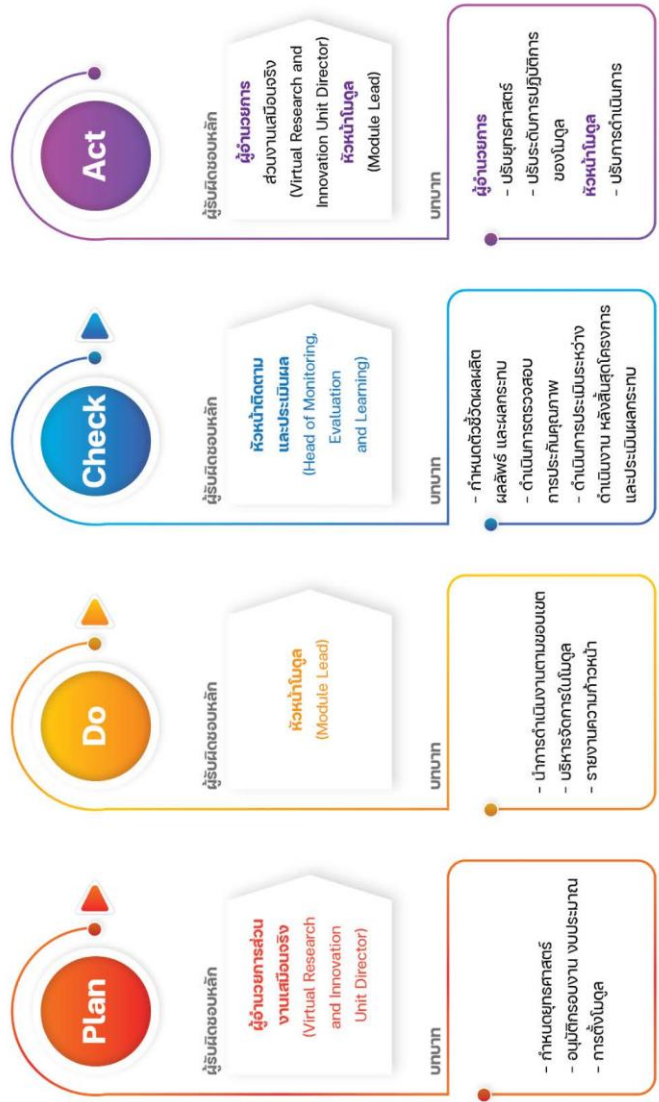 Plan
ผู้รับผิดชอบหลัก
ผู้อำนวยการส่วน
งานเสมือนจริง
(Virtual Research
and Innovation
Unit Director)
บทบาท
- กำหนดยุทธศาสตร์
- อนุมัติกรอบงาน งบประมาณ
- การตั้งโมดูล
Do
ผู้รับผิดชอบหลัก
หัวหน้าโมดูล
(Module Lead)
บทบาท
- นำการดำเนินงานตามขอบเขต
- บริหารจัดการในโมดูล
- รายงานความก้าวหน้า
Check
ผู้รับผิดชอบหลัก
หัวหน้าติดตาม
และประเมินผล
(Head of Monitoring,
Evaluation
and Learning)
บทบาท
- กำหนดตัวชี้วัดผลผลิต
ผลลัพธ์ และผลกระทบ
- ดำเนินการตรวจสอบ
การประกันคุณภาพ
- ดำเนินการประเมินระหว่าง
ดำเนินงาน หลังสิ้นสุดโครงการ
และประเมินผลกระทบ
Act
ผู้รับผิดชอบหลัก
ผู้อำนวยการ
ส่วนงานเสมือนจริง
(Virtual Research and
Innovation Unit Director)
หัวหน้าโมดูล
(Module Lead)
บทบาท
ผู้อำนวยการ
- ปรับยุทธศาสตร์
- ปรับระดับการปฏิบัติการ
ของโมดูล
หัวหน้าโมดูล
- ปรับการดำเนินการ